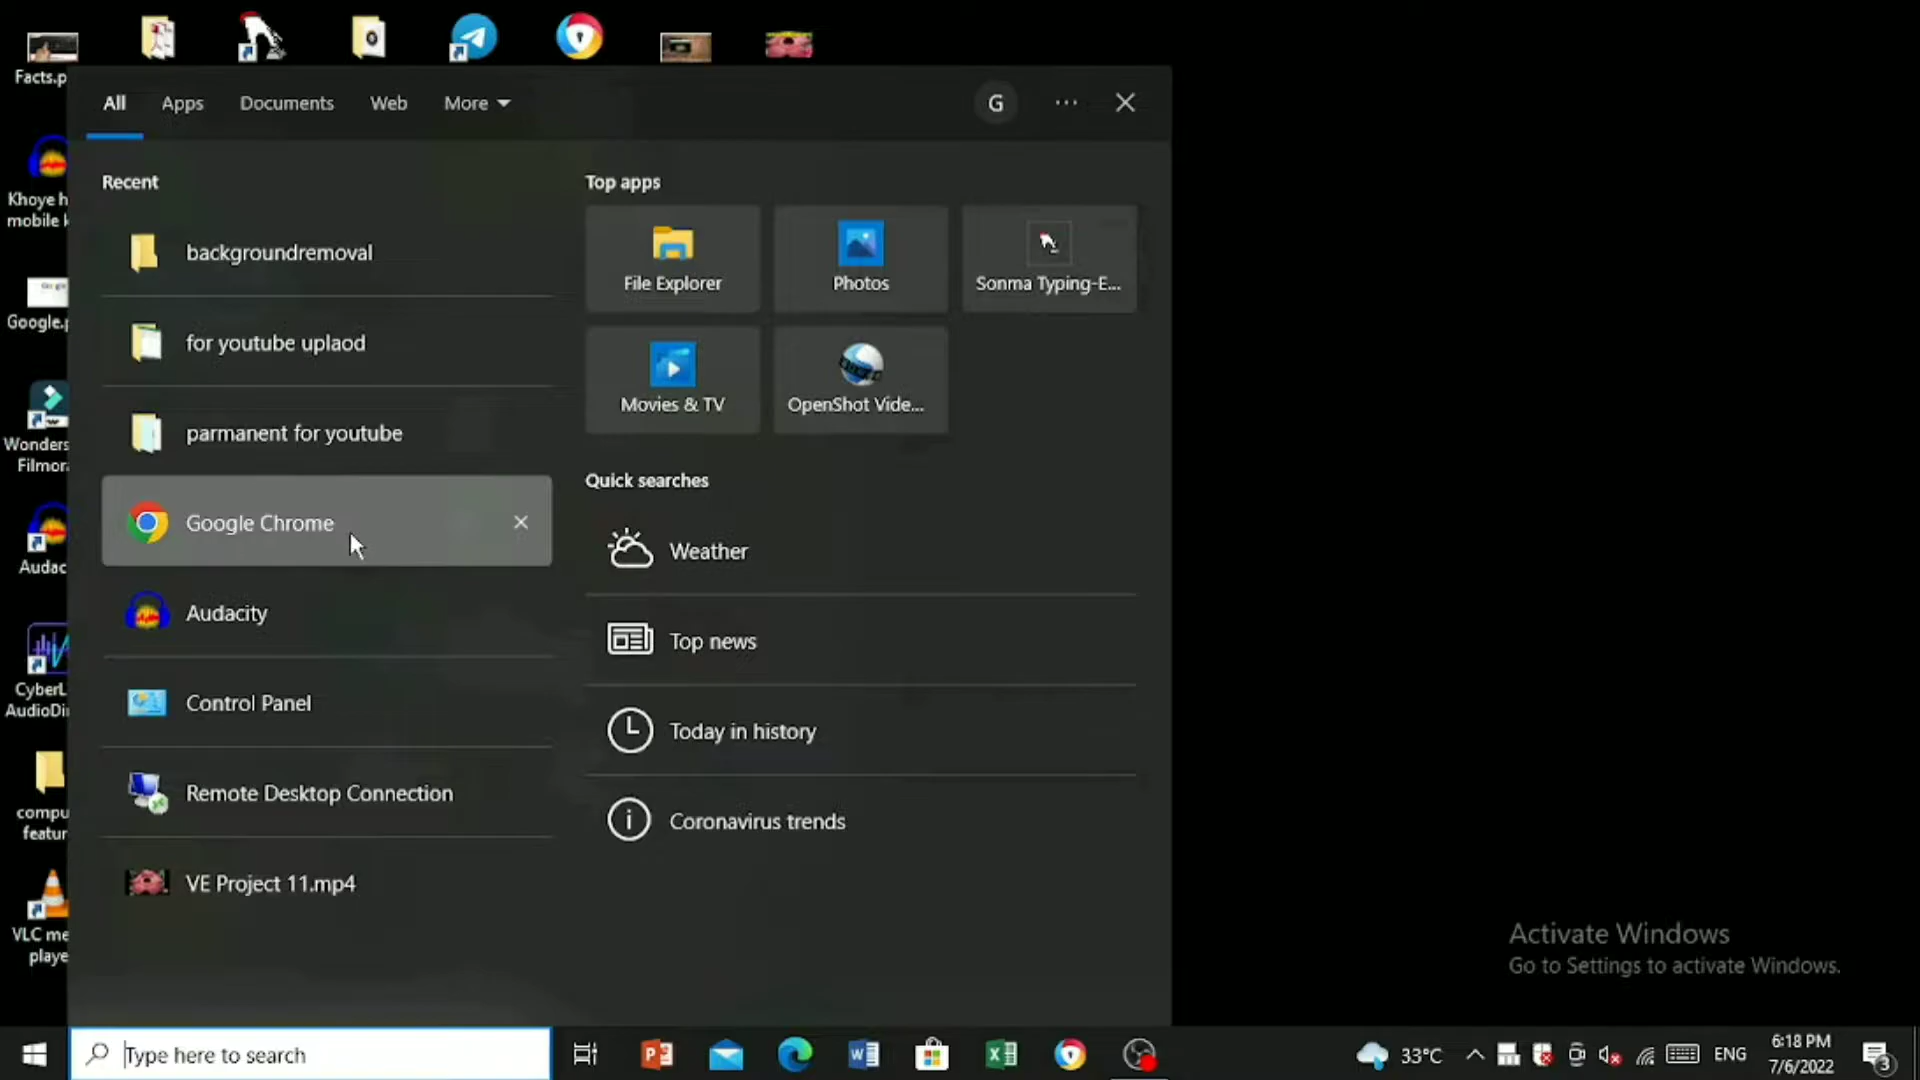 Facts.p
Khoye h
mobile k
Google.p
Wonders
Filmora
Audac
CyberL
AudioDi
compu
featur
VLC me
playe
All Apps Documents Web More G
Recent
backgroundremoval
for youtube uplaod
parmanent for youtube
Google Chrome
Audacity
Control Panel
Remote Desktop Connection
VE Project 11.mp4
Top apps
File Explorer Photos Sonma Typing-E...
Movies & TV OpenShot Vide...
Quick searches
Weather
Top news
Today in history
Coronavirus trends
Activate Windows
Go to Settings to activate Windows.
Type here to search
33°C
ENG
6:18 PM
7/6/2022
3